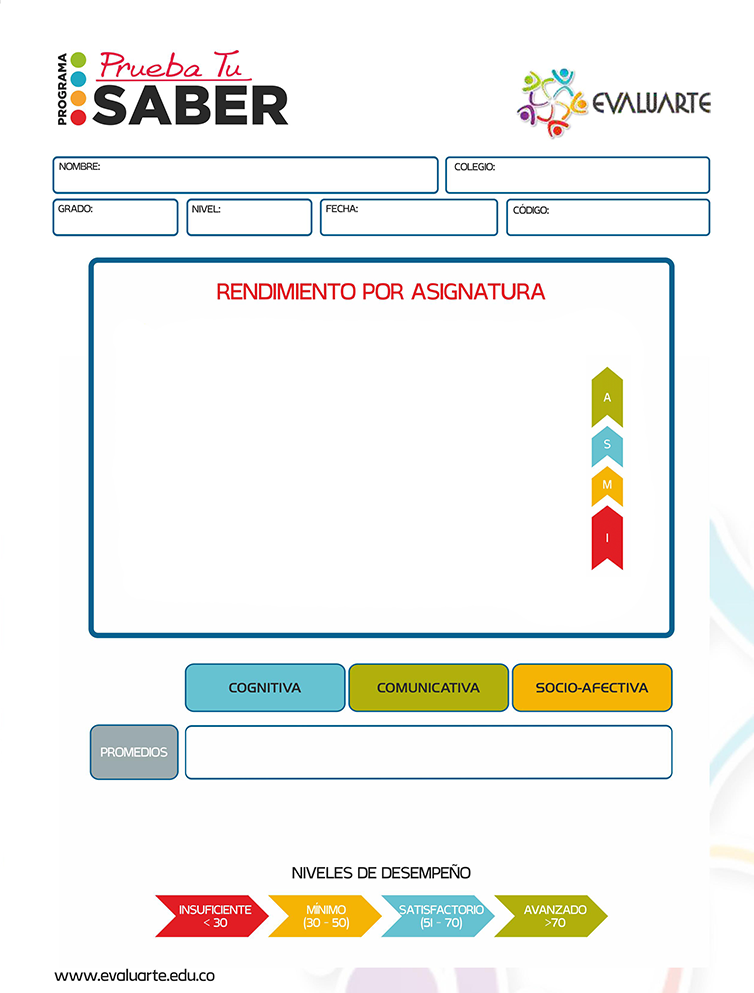 PROGRAMA
Prueba Tu
SABER
EVALUARTE
NOMBRE:
COLEGIO:
GRADO:
NIVEL:
FECHA:
CÓDIGO:
RENDIMIENTO POR ASIGNATURA
A
S
M
I
COGNITIVA
COMUNICATIVA
SOCIO-AFECTIVA
PROMEDIOS
NIVELES DE DESEMPEÑO
INSUFICIENTE
< 30
MÍNIMO
(30 - 50)
SATISFACTORIO
(51 - 70)
AVANZADO
>70
www.evaluarte.edu.co